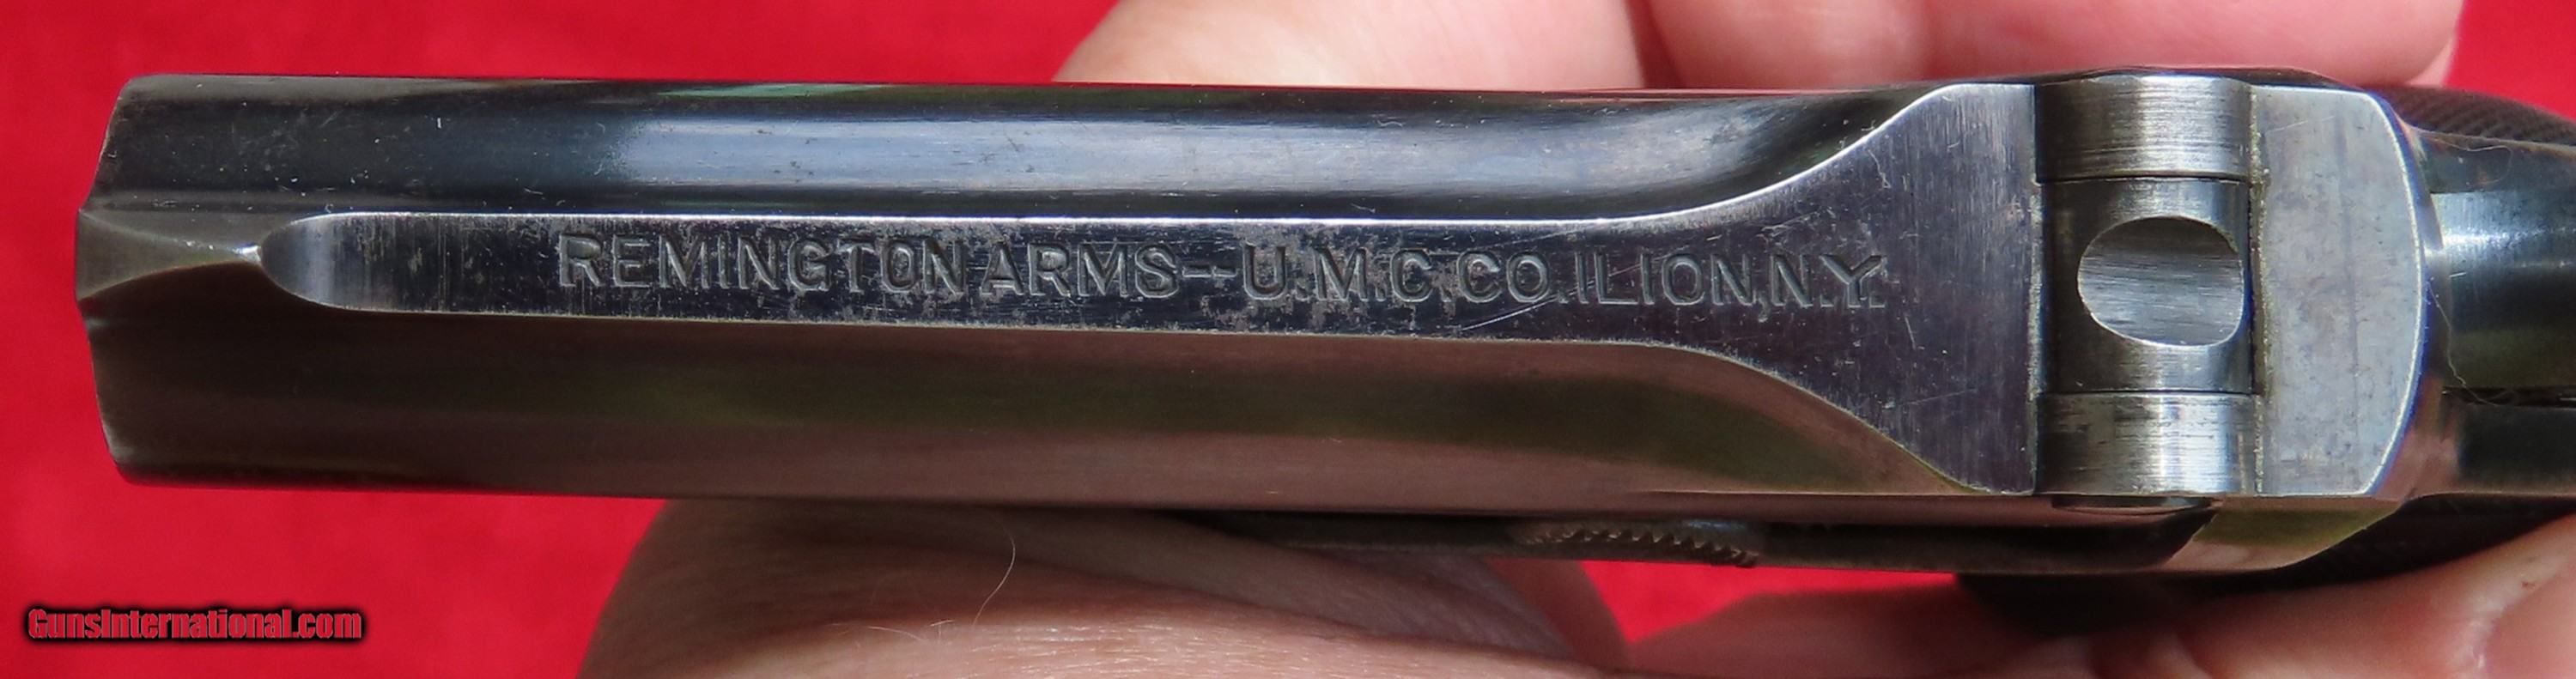 REMINGTON ARMS--U.M.C.CO.ILION,N.Y.
GunsInternational.com